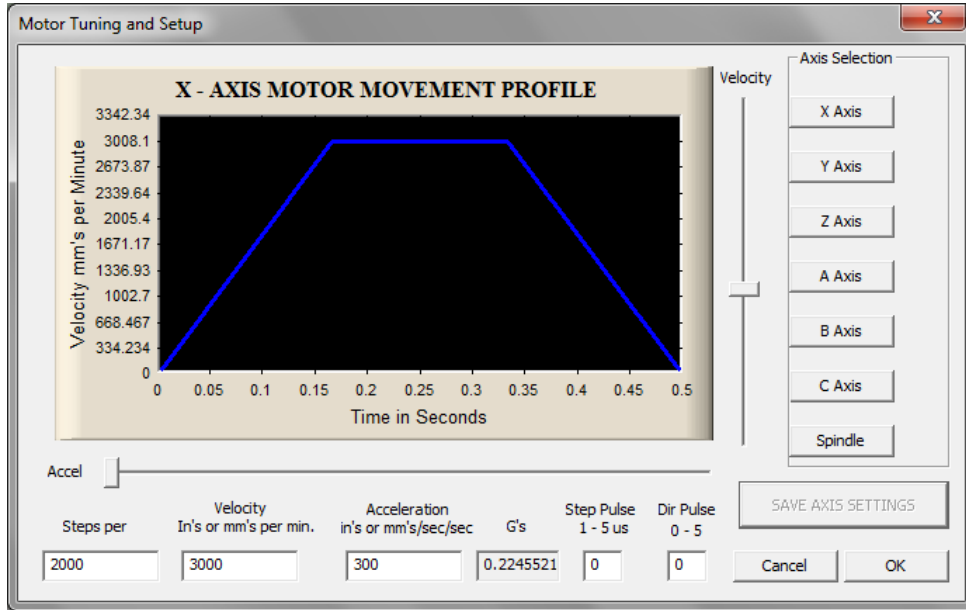 Motor Tuning and Setup
X - AXIS MOTOR MOVEMENT PROFILE
Velocity mm's per Minute
3342.34
3008.1
2673.87
2339.64
2005.4
1671.17
1336.93
1002.7
668.467
334.234
0
0 0.05 0.1 0.15 0.2 0.25 0.3 0.35 0.4 0.45 0.5
Time in Seconds
Velocity
Axis Selection
X Axis
Y Axis
Z Axis
A Axis
B Axis
C Axis
Spindle
Accel
Steps per
Velocity
In's or mm's per min.
Acceleration
in's or mm's/sec/sec
G's
Step Pulse
1 - 5 us
Dir Pulse
0 - 5
2000
3000
300
0.2245521
0
0
SAVE AXIS SETTINGS
Cancel
OK